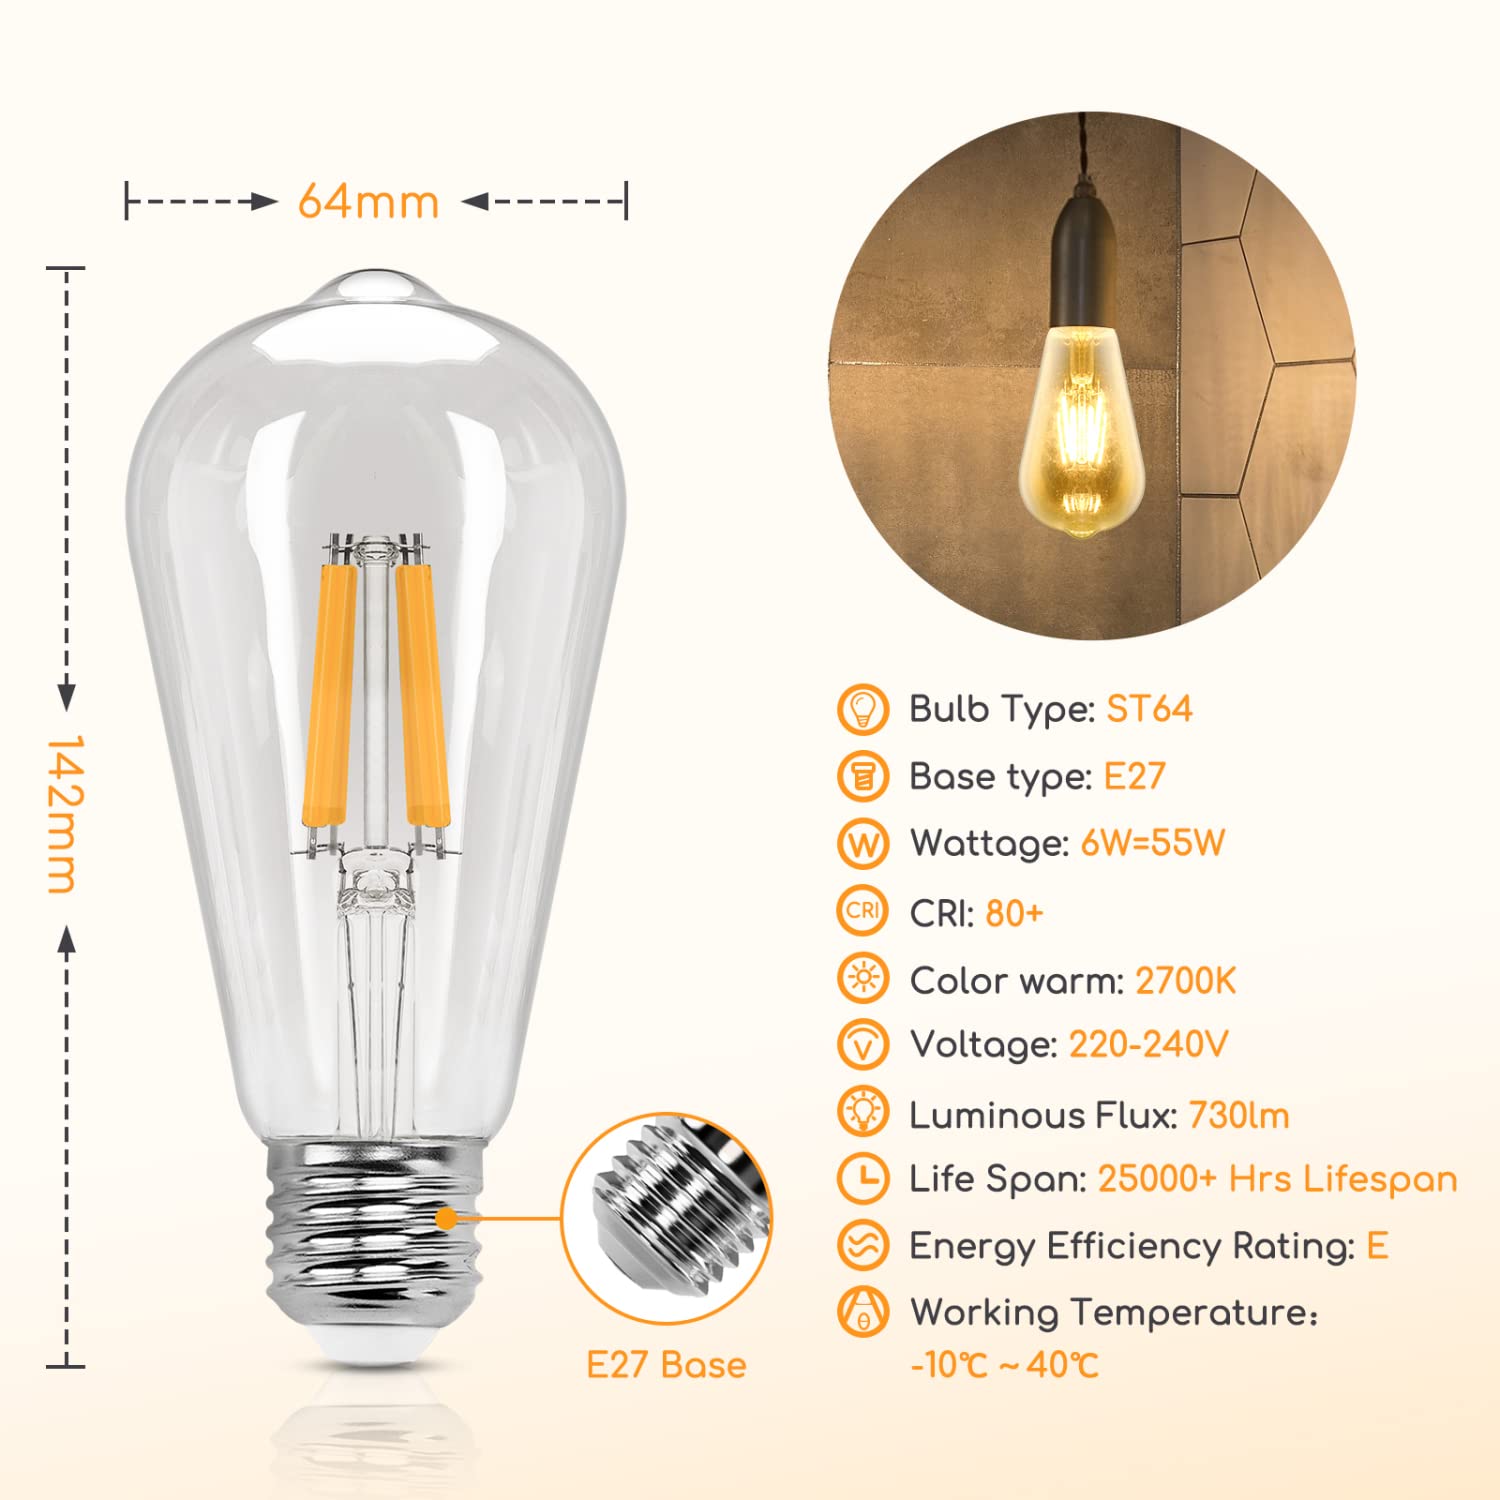 64mm
142mm
Bulb Type: ST64
Base type: E27
W
Wattage: 6W=55W
CRI
CRI: 80+
Color warm: 2700K
V
Voltage: 220-240V
Luminous Flux: 730lm
Life Span: 25000+ Hrs Lifespan
Energy Efficiency Rating: E
θ
Working Temperature:
-10℃ ~ 40℃
E27 Base